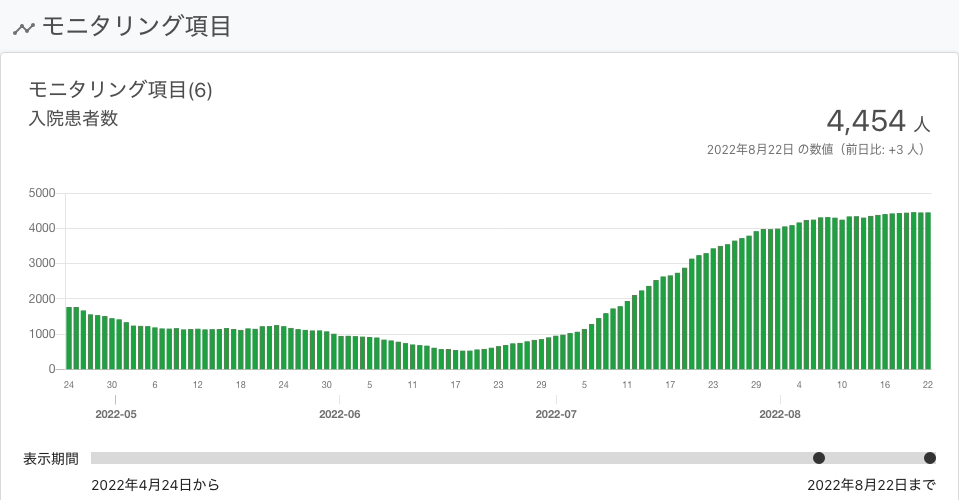 モニタリング項目
モニタリング項目(6)
入院患者数
4,454 人
2022年8月22日 の数値（前日比: +3 人）
5000
4000
3000
2000
1000
0
24 30 6 12 18 24 30 5 11 17 23 29 5 11 17 23 29 4 10 16 22
2022-05 2022-06 2022-07 2022-08
表示期間
2022年4月24日から 2022年8月22日まで